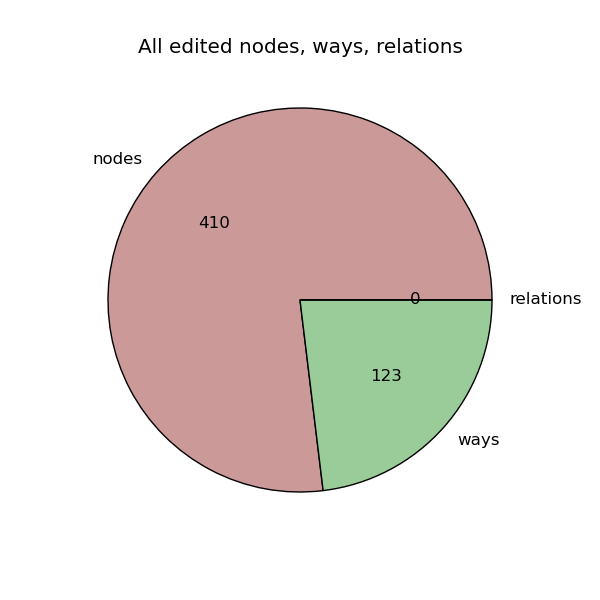 All edited nodes, ways, relations
nodes
410
0
relations
123
ways